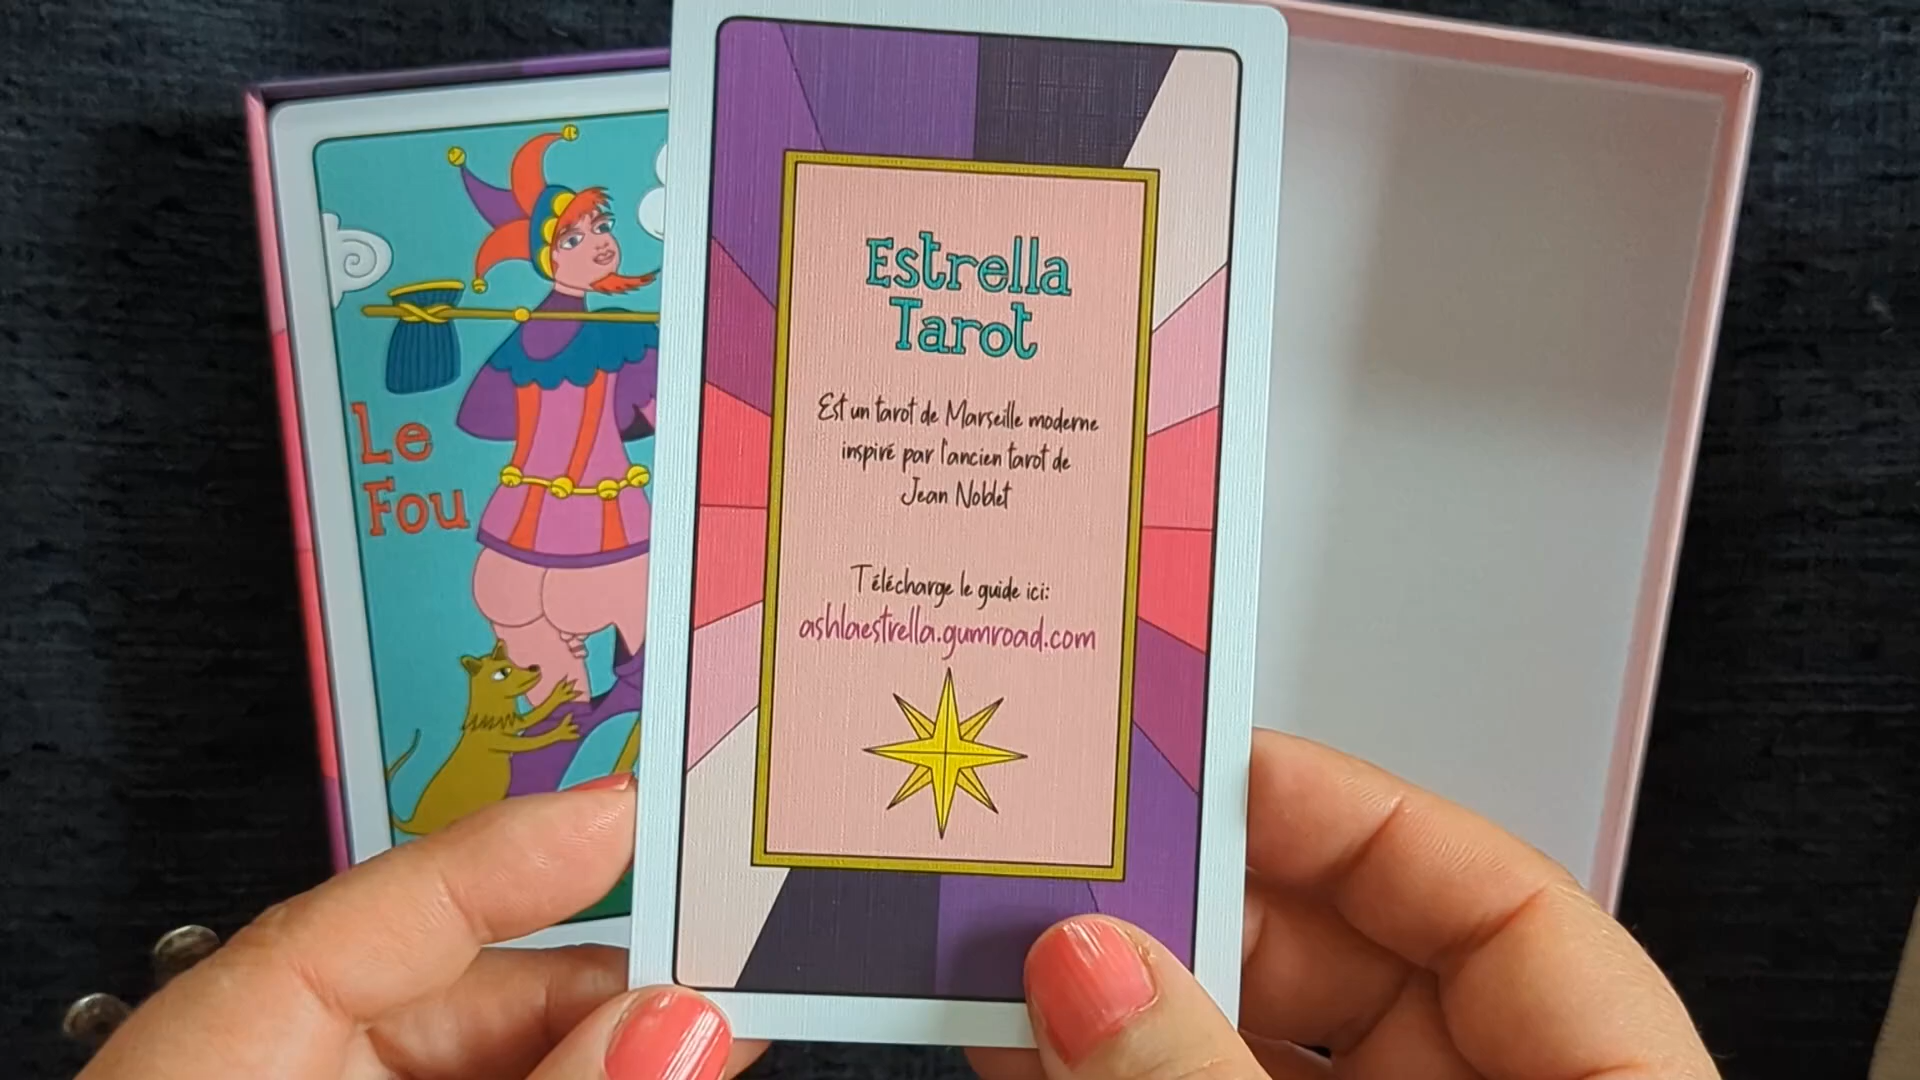 Le
Fou
Estrella
Tarot
Est un tarot de Marseille moderne
inspiré par l'ancien tarot de
Jean Noblet
Télécharge le guide ici:
ashlaestrella.gumroad.com